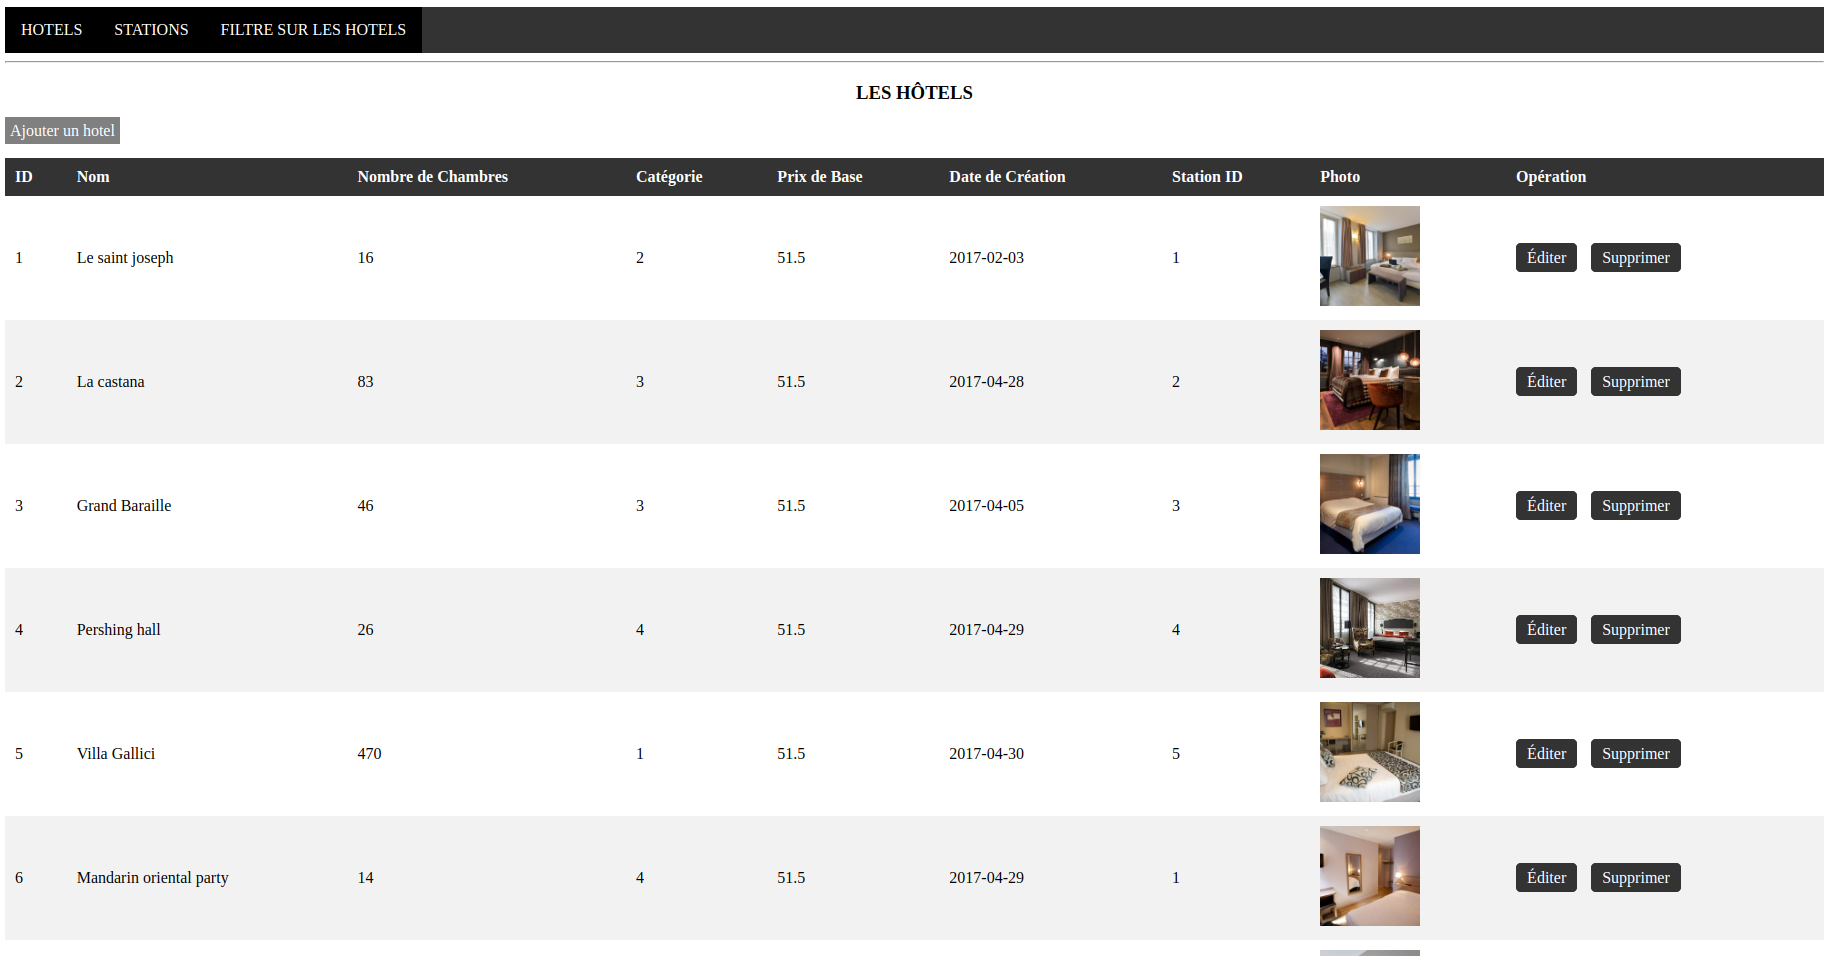 HOTELS STATIONS FILTRE SUR LES HOTELS
LES HÔTELS
Ajouter un hotel
ID Nom Nombre de Chambres Catégorie Prix de Base Date de Création Station ID Photo Opération
1 Le saint joseph 16 2 51.5 2017-02-03 1 Éditer Supprimer
2 La castana 83 3 51.5 2017-04-28 2 Éditer Supprimer
3 Grand Baraille 46 3 51.5 2017-04-05 3 Éditer Supprimer
4 Pershing hall 26 4 51.5 2017-04-29 4 Éditer Supprimer
5 Villa Gallici 470 1 51.5 2017-04-30 5 Éditer Supprimer
6 Mandarin oriental party 14 4 51.5 2017-04-29 1 Éditer Supprimer